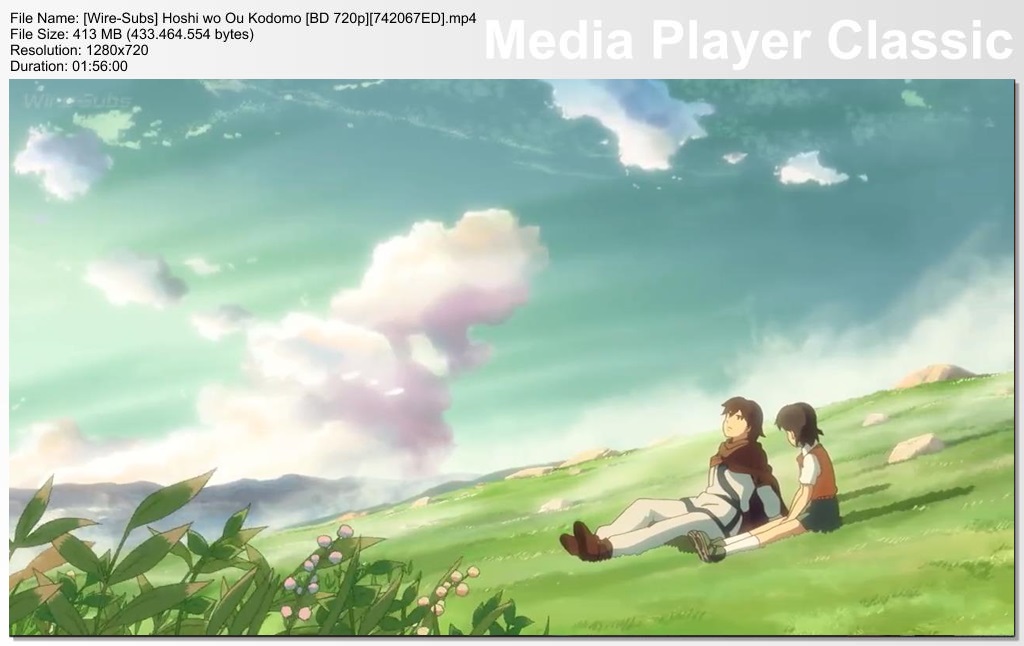 File Name: [Wire-Subs] Hoshi wo Ou Kodomo [BD 720p][742067ED].mp4
File Size: 413 MB (433.464.554 bytes)
Resolution: 1280x720
Duration: 01:56:00
Media Player Classic
Wire-Subs